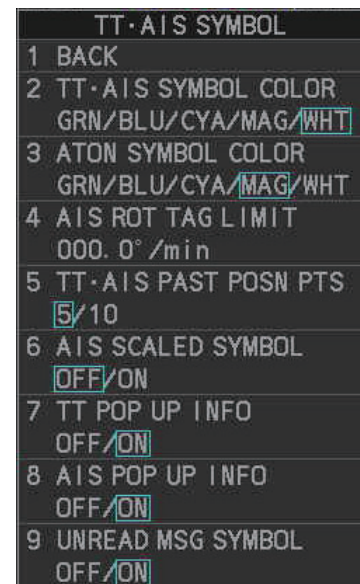 TT·AIS SYMBOL
1 BACK
2 TT·AIS SYMBOL COLOR
GRN/BLU/CYA/MAG/WHT
3 ATON SYMBOL COLOR
GRN/BLU/CYA/MAG/WHT
4 AIS ROT TAG LIMIT
000.0°/min
5 TT·AIS PAST POSN PTS
5/10
6 AIS SCALED SYMBOL
OFF/ON
7 TT POP UP INFO
OFF/ON
8 AIS POP UP INFO
OFF/ON
9 UNREAD MSG SYMBOL
OFF/ON